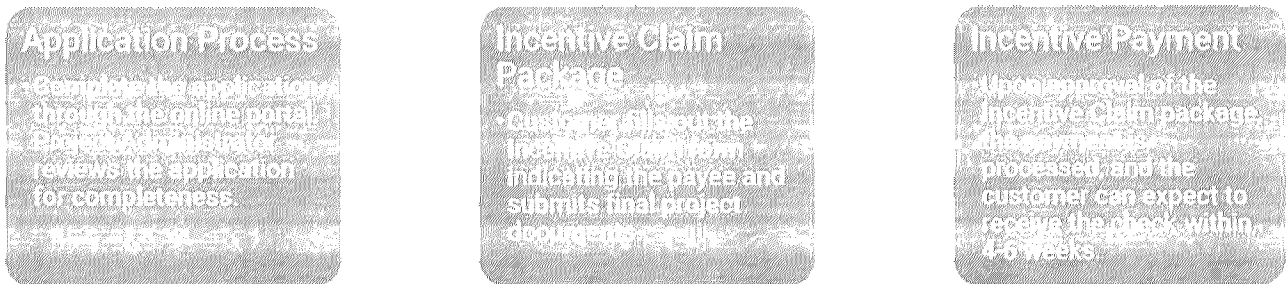 Application Process
• Complete the application
through the online portal.
Program Administrator
reviews the application
for completeness.
Incentive Claim
Package
• Customer fills out the
Incentive Claim form
indicating the payee and
submits final project
Incentive Payment
• Upon approval of the
Incentive Claim package,
the payment is
processed, and the
customer can expect to
receive the check within
4-6 weeks.